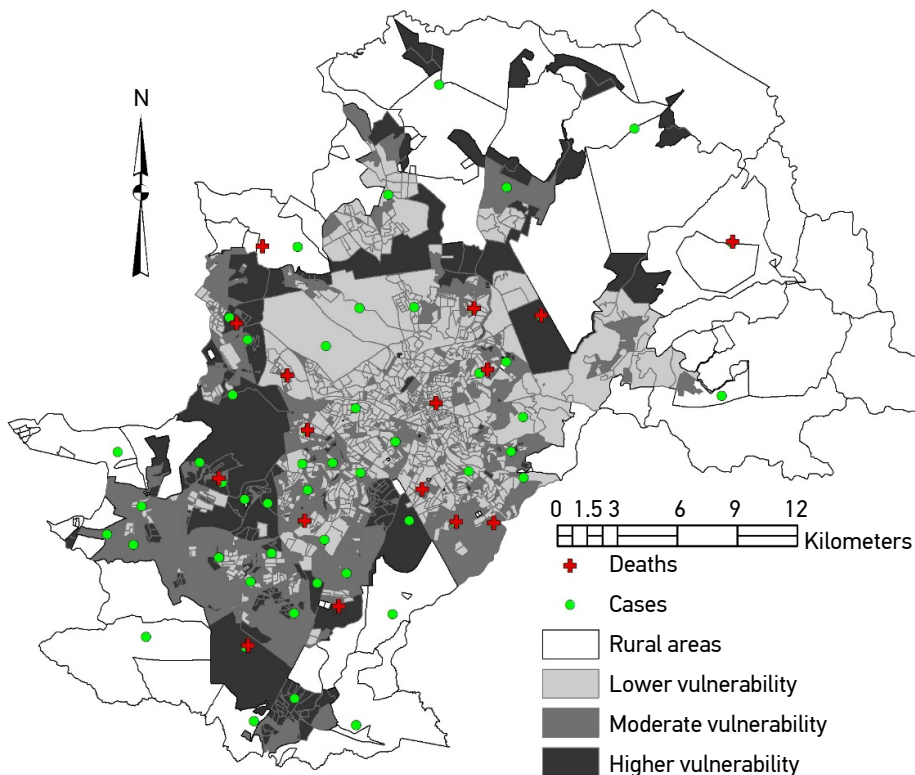 N
0 1.5 3 6 9 12
Kilometers
Deaths
Cases
Rural areas
Lower vulnerability
Moderate vulnerability
Higher vulnerability